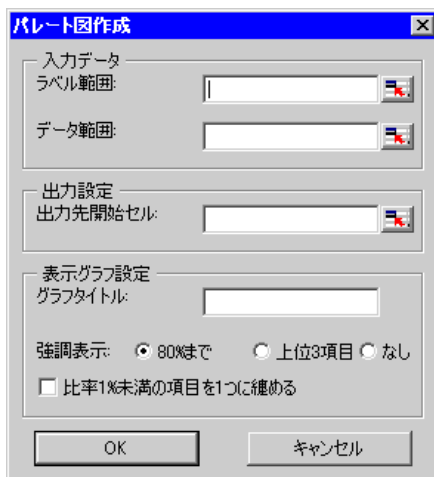 パレート図作成
入力データ
ラベル範囲:
データ範囲:
出力設定
出力先開始セル:
表示グラフ設定
グラフタイトル:
強調表示: 80%まで 上位3項目 なし
比率1%未満の項目を1つに纏める
OK キャンセル